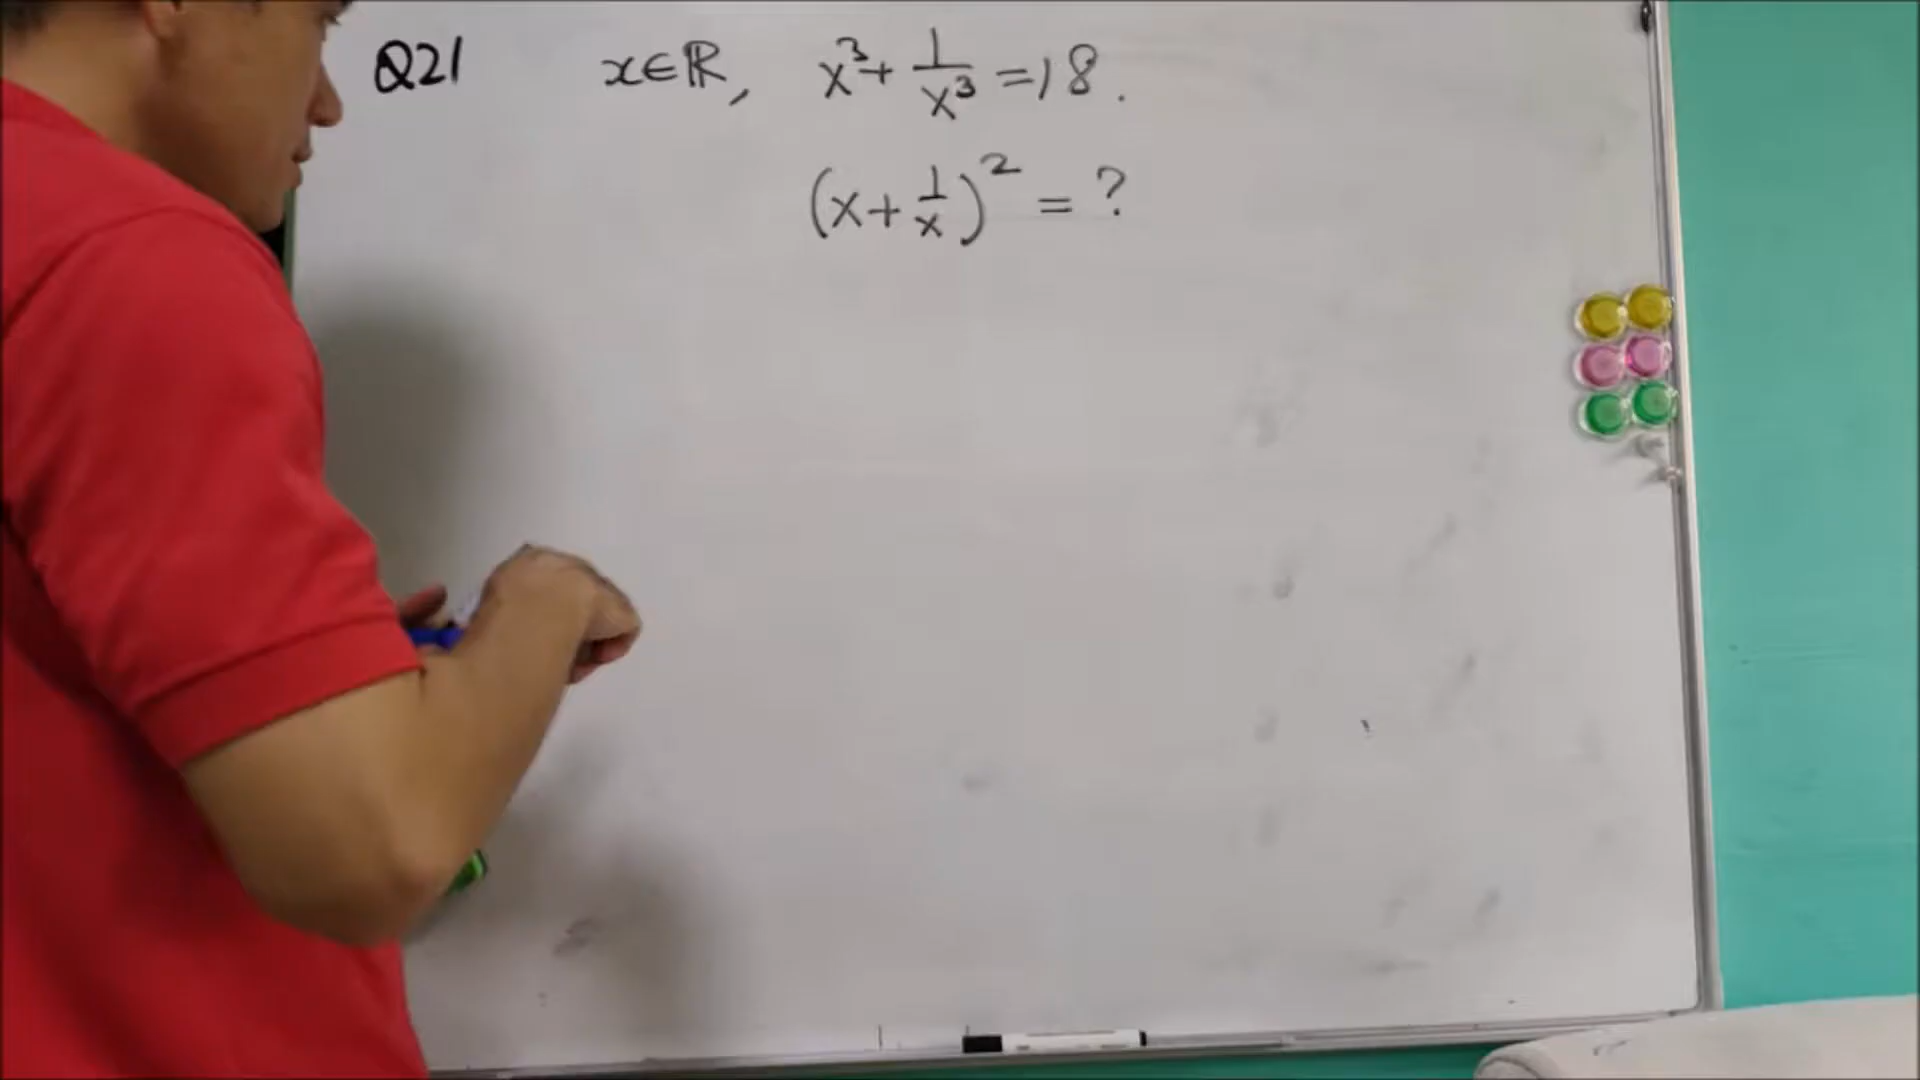 Q21 x∈ℝ, x³+1/x³=18.
(x+1/x)²=?